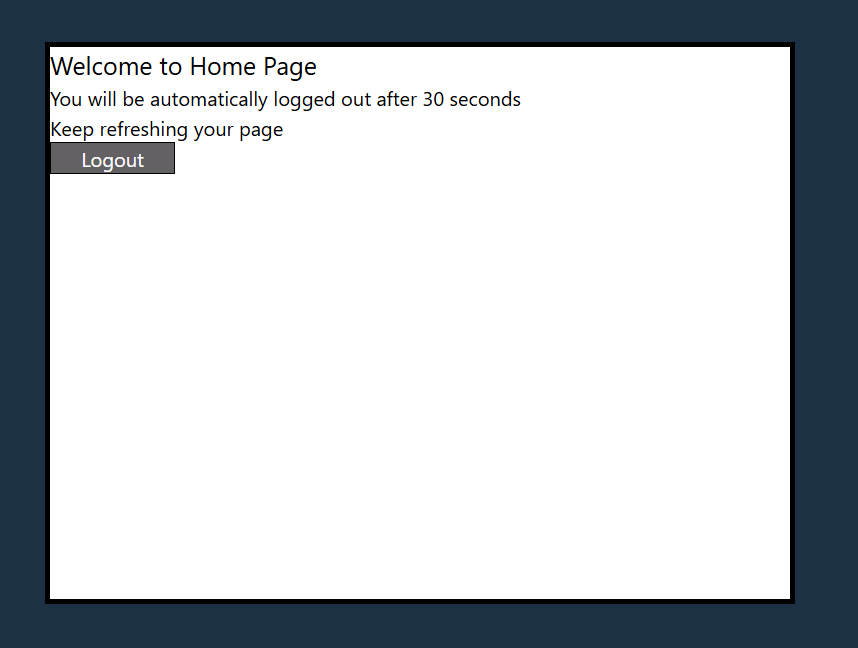 Welcome to Home Page
You will be automatically logged out after 30 seconds
Keep refreshing your page
Logout